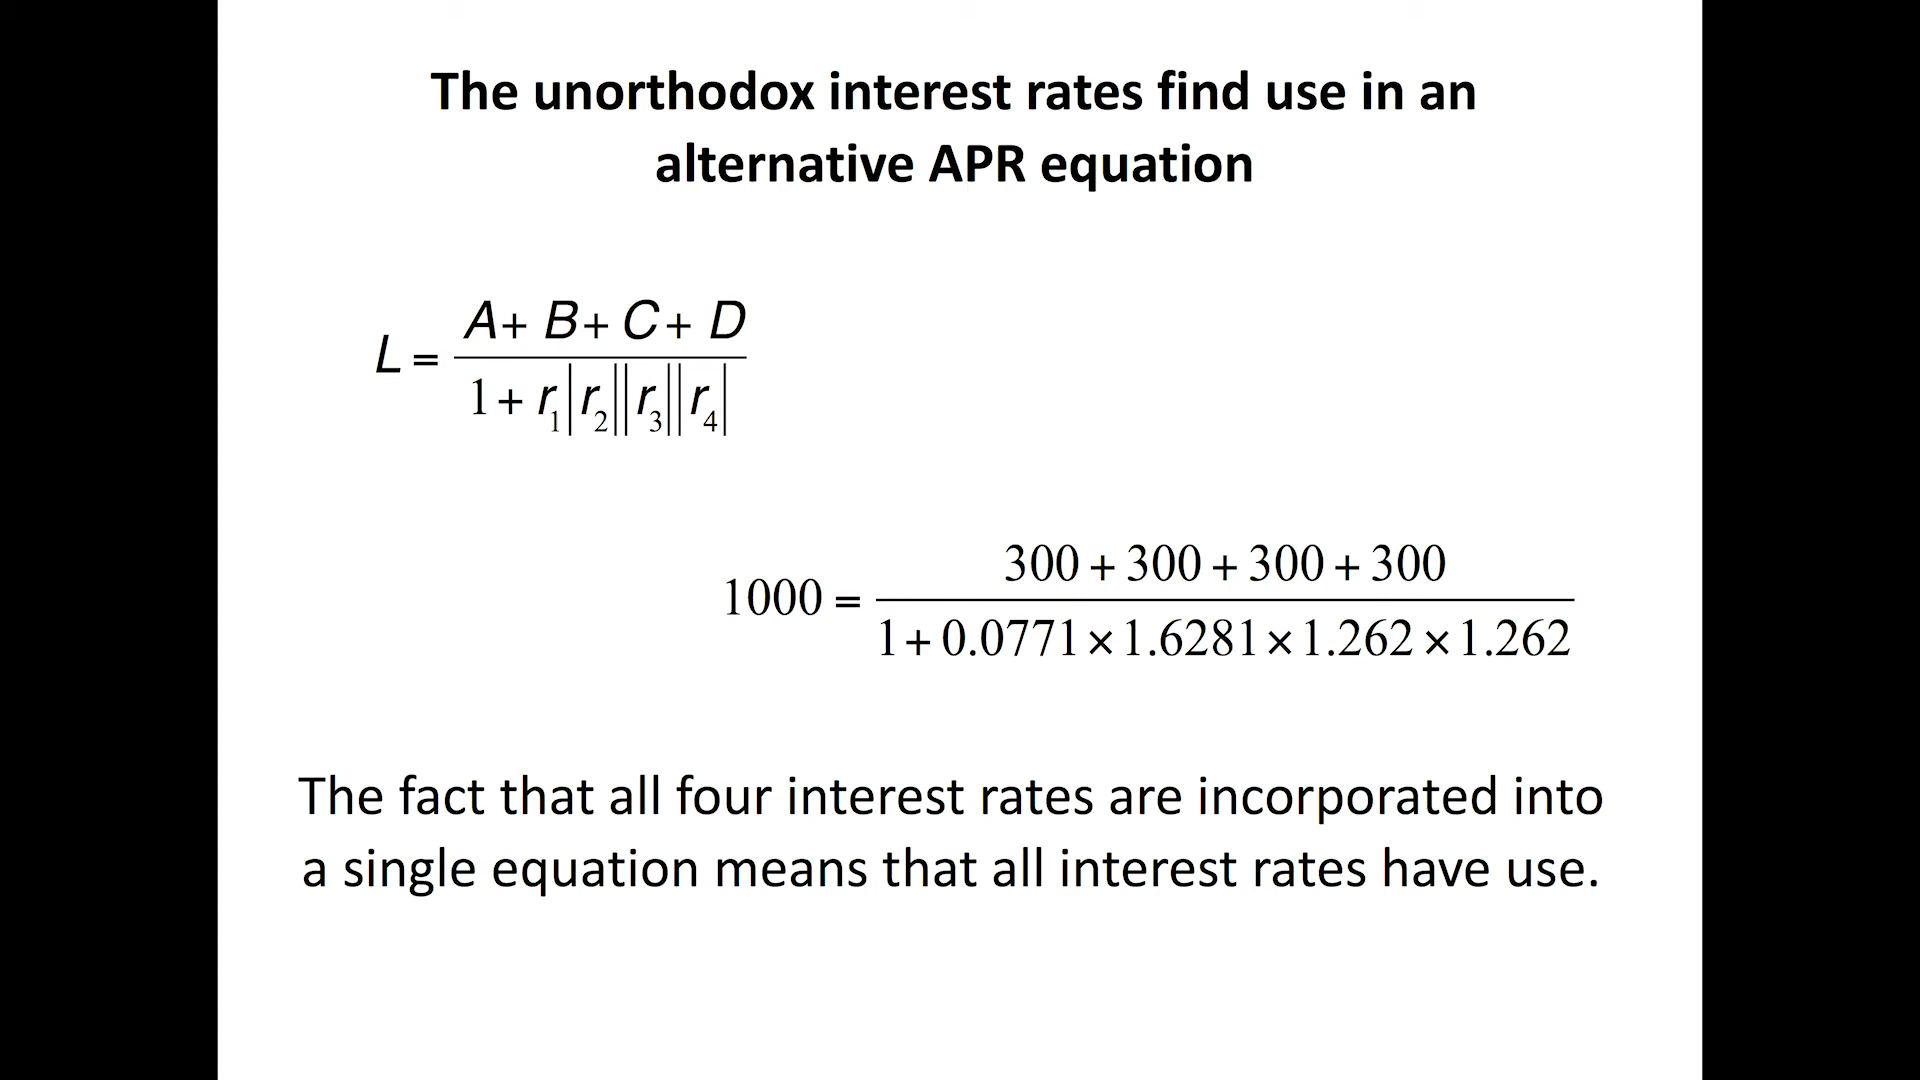 The unorthodox interest rates find use in an
alternative APR equation
L = (A + B + C + D) / (1 + r₁|r₂||r₃||r₄|)
1000 = (300 + 300 + 300 + 300) / (1 + 0.0771 × 1.6281 × 1.262 × 1.262)
The fact that all four interest rates are incorporated into
a single equation means that all interest rates have use.